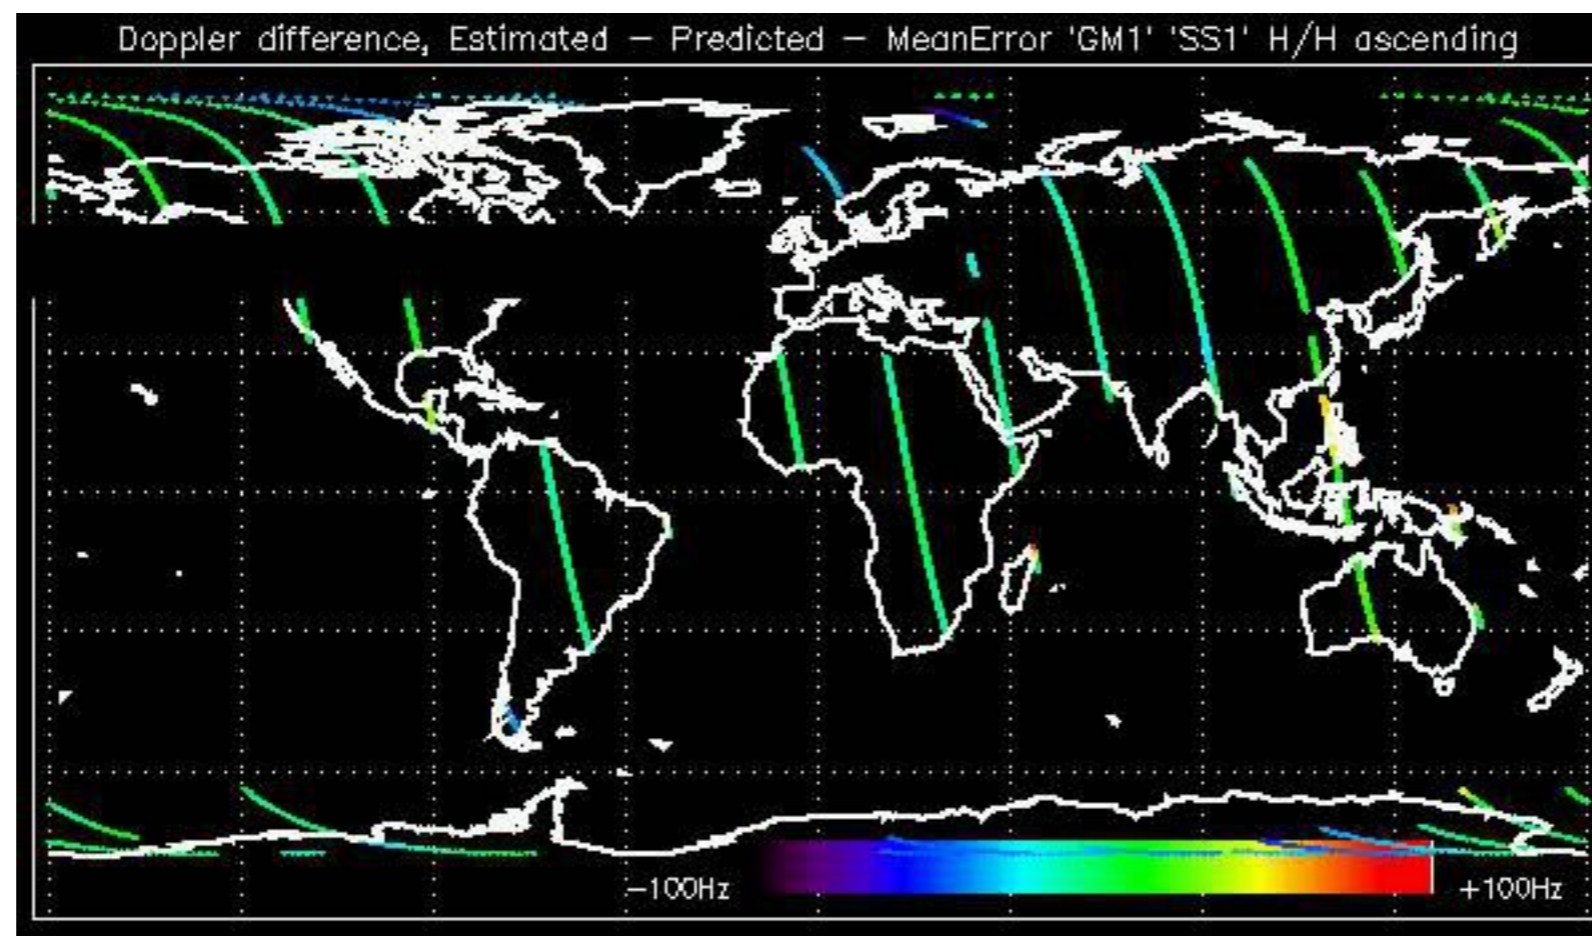 Doppler difference, Estimated — Predicted — MeanError 'GM1' 'SS1' H/H ascending
—100Hz
+100Hz